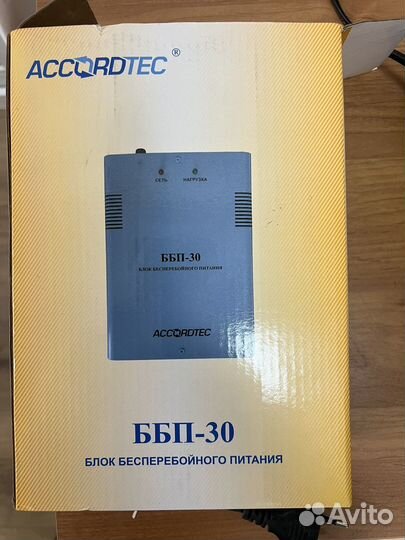 ACCORDTEC®
СЕТЬ НАГРУЗКА
ББП-30
БЛОК БЕСПЕРЕБОЙНОГО ПИТАНИЯ
ACCORDTEC
ББП-30
БЛОК БЕСПЕРЕБОЙНОГО ПИТАНИЯ
Avito